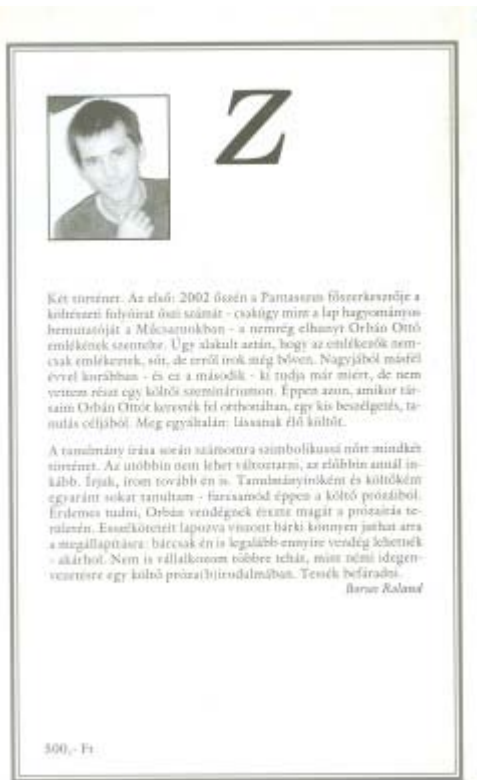 Z
Két történet. Az első: 2002 őszén a Parnasszus főszerkesztője a
költészeti folyóirat őszi számát - csakúgy mint a lap hagyományos
bemutatóját a Műcsarnokban - a nemrég elhunyt Orbán Ottó
emlékének szentelte. Úgy alakult aztán, hogy az emlékezők nem-
csak emlékeztek, sőt, de erről írok még bőven. Nagyjából másfél
évvel korábban - és ez a második - ki tudja már miért, de nem
vettem részt egy költői szemináriumon. Éppen azon, amikor tár-
saim Orbán Ottót keresték fel otthonában, egy kis beszélgetés, ta-
nulás céljából. Meg egyáltalán: lássanak élő költőt.
A tanulmány írása során számomra szimbolikussá nőtt mindkét
történet. Az utóbbin nem lehet változtatni, az előbbin annál in-
kább. Írjak, írom tovább én is. Tanulmányíróként és költőként
egyaránt sokat tanultam - furcsamód éppen a költő prózáiból.
Érdemes tudni, Orbán vendégnek érezte magát a prózaírás te-
rületén. Esszékötetét lapozva viszont bárki könnyen juthat arra
a megállapításra: bárcsak én is legalább ennyire vendég lehetnék
- akárhol. Nem is vállalkozom többre tehát, mint némi idegen-
vezetésre egy költő próza(b)irodalmában. Tessék befáradni.
Borus Roland
500,- Ft